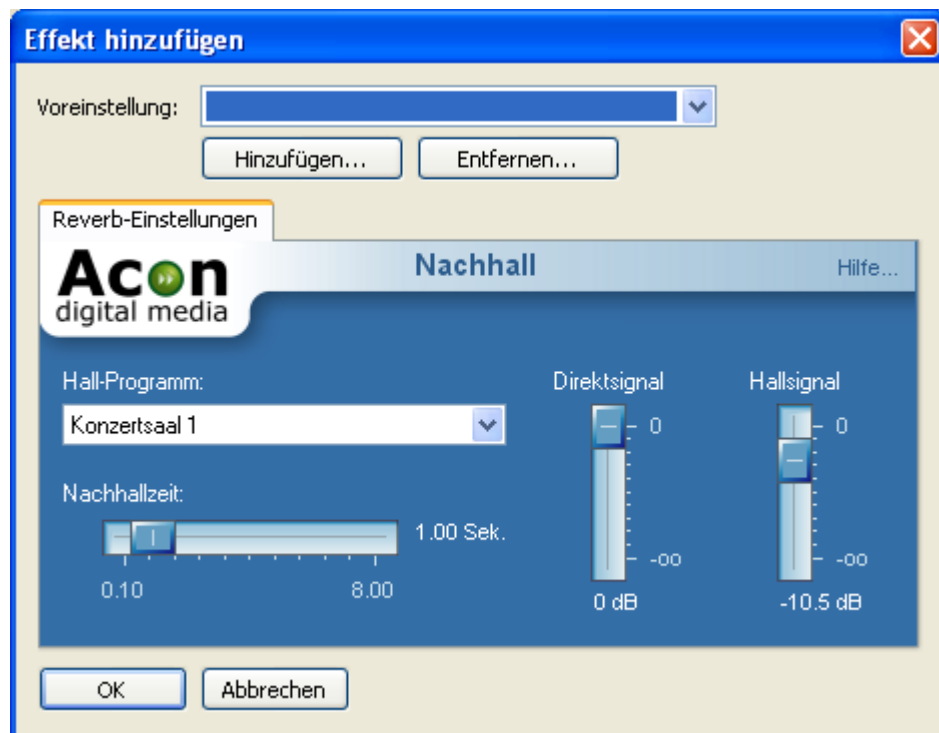 Effekt hinzufügen
Voreinstellung:
Hinzufügen... Entfernen...
Reverb-Einstellungen
Acon
digital media
Nachhall
Hilfe...
Hall-Programm:
Konzertsaal 1
Nachhallzeit:
1.00 Sek.
0.10 8.00
Direktsignal
0
-oo
0 dB
Hallsignal
0
-oo
-10.5 dB
OK Abbrechen